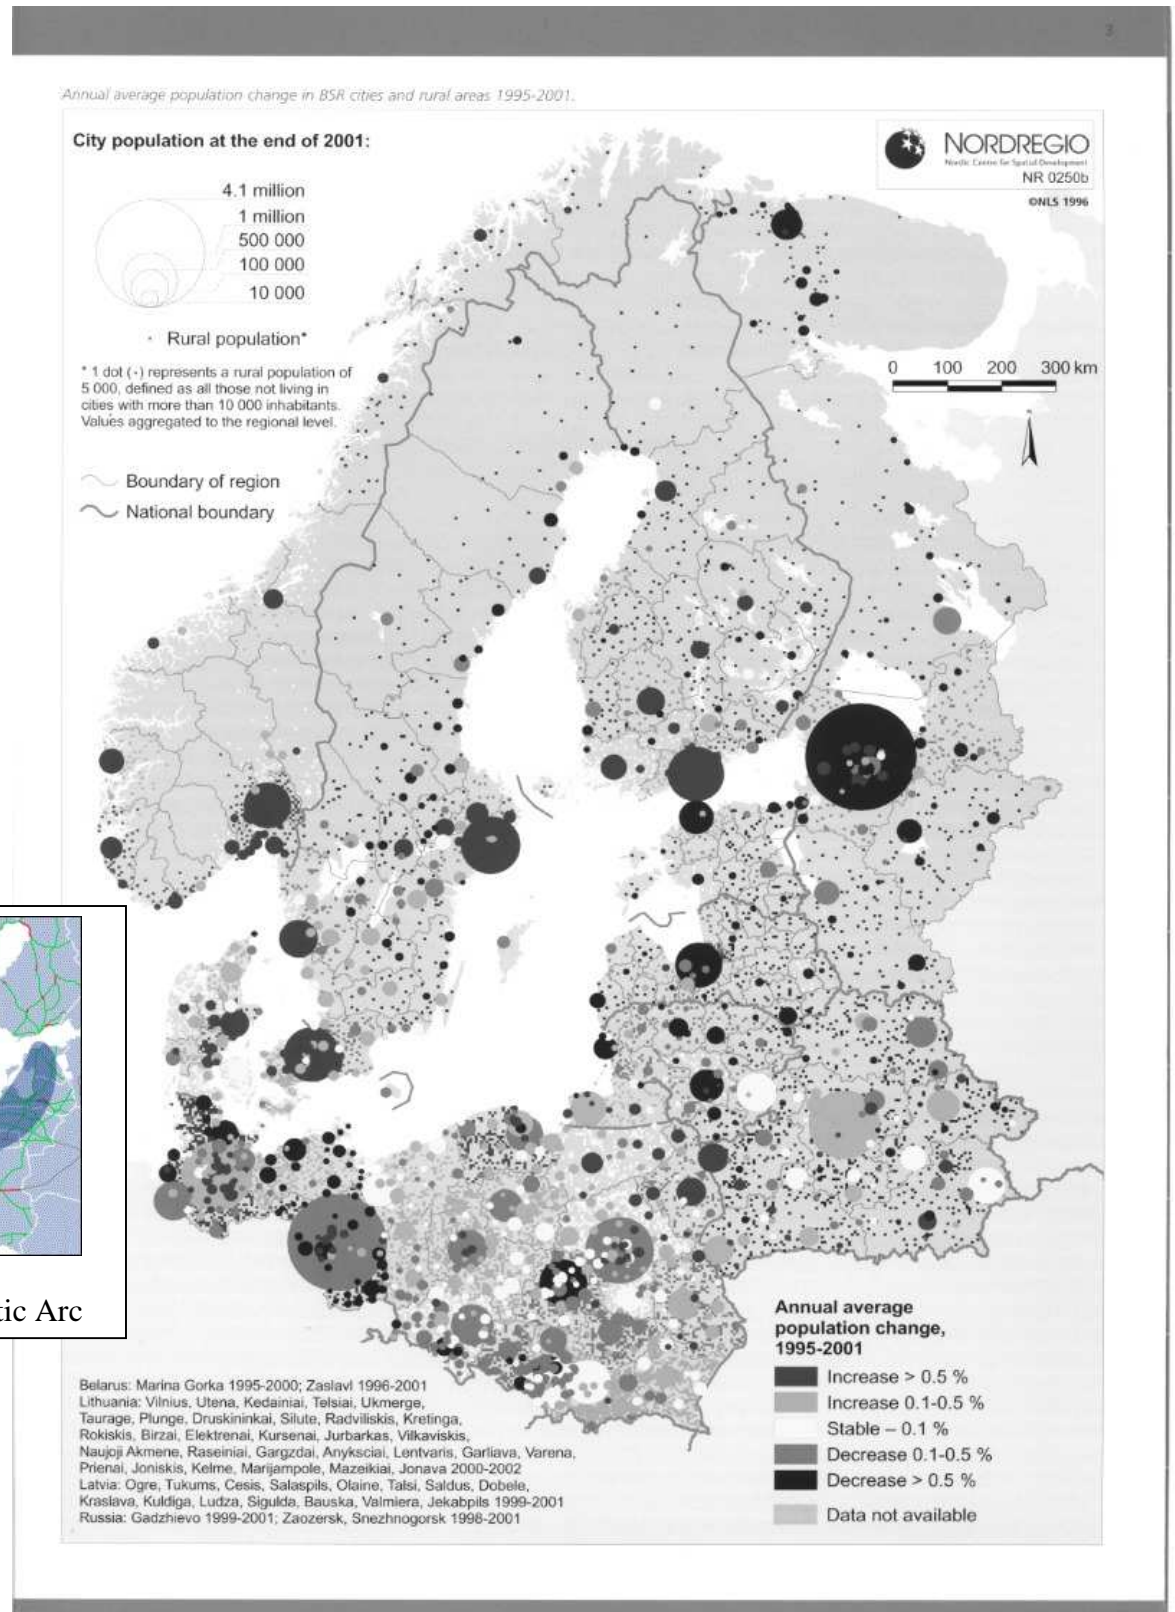 3
Annual average population change in BSR cities and rural areas 1995-2001.
City population at the end of 2001:
4.1 million
1 million
500 000
100 000
10 000
Rural population*
* 1 dot (·) represents a rural population of
5 000, defined as all those not living in
cities with more than 10 000 inhabitants.
Values aggregated to the regional level.
Boundary of region
National boundary
NORDREGIO
Nordic Centre for Spatial Development
NR 0250b
©NLS 1996
0 100 200 300 km
tic Arc
Annual average
population change,
1995-2001
Increase > 0.5 %
Increase 0.1-0.5 %
Stable – 0.1 %
Decrease 0.1-0.5 %
Decrease > 0.5 %
Data not available
Belarus: Marina Gorka 1995-2000; Zaslavl 1996-2001
Lithuania: Vilnius, Utena, Kedainiai, Telsiai, Ukmerge,
Taurage, Plunge, Druskininkai, Silute, Radviliskis, Kretinga,
Rokiskis, Birzai, Elektrenai, Kursenai, Jurbarkas, Vilkaviskis,
Naujoji Akmene, Raseiniai, Gargzdai, Anyksciai, Lentvaris, Garliava, Varena,
Prienai, Joniskis, Kelme, Marijampole, Mazeikiai, Jonava 2000-2002
Latvia: Ogre, Tukums, Cesis, Salaspils, Olaine, Talsi, Saldus, Dobele,
Kraslava, Kuldiga, Ludza, Sigulda, Bauska, Valmiera, Jekabpils 1999-2001
Russia: Gadzhievo 1999-2001; Zaozersk, Snezhnogorsk 1998-2001